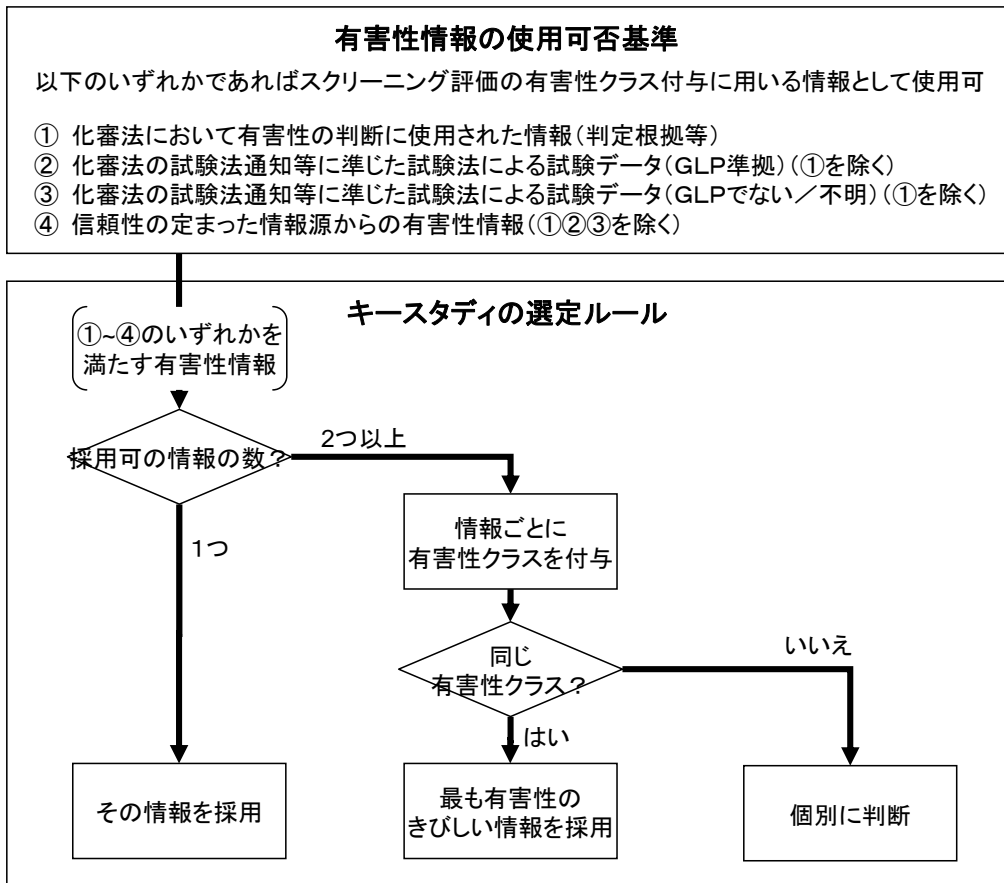 有害性情報の使用可否基準
以下のいずれかであればスクリーニング評価の有害性クラス付与に用いる情報として使用可
① 化審法において有害性の判断に使用された情報(判定根拠等)
② 化審法の試験法通知等に準じた試験法による試験データ(GLP準拠)(①を除く)
③ 化審法の試験法通知等に準じた試験法による試験データ(GLPでない／不明)(①を除く)
④ 信頼性の定まった情報源からの有害性情報(①②③を除く)
キースタディの選定ルール
①~④のいずれかを
満たす有害性情報
採用可の情報の数？
2つ以上
1つ
情報ごとに
有害性クラスを付与
同じ
有害性クラス？
いいえ
はい
その情報を採用
最も有害性の
きびしい情報を採用
個別に判断